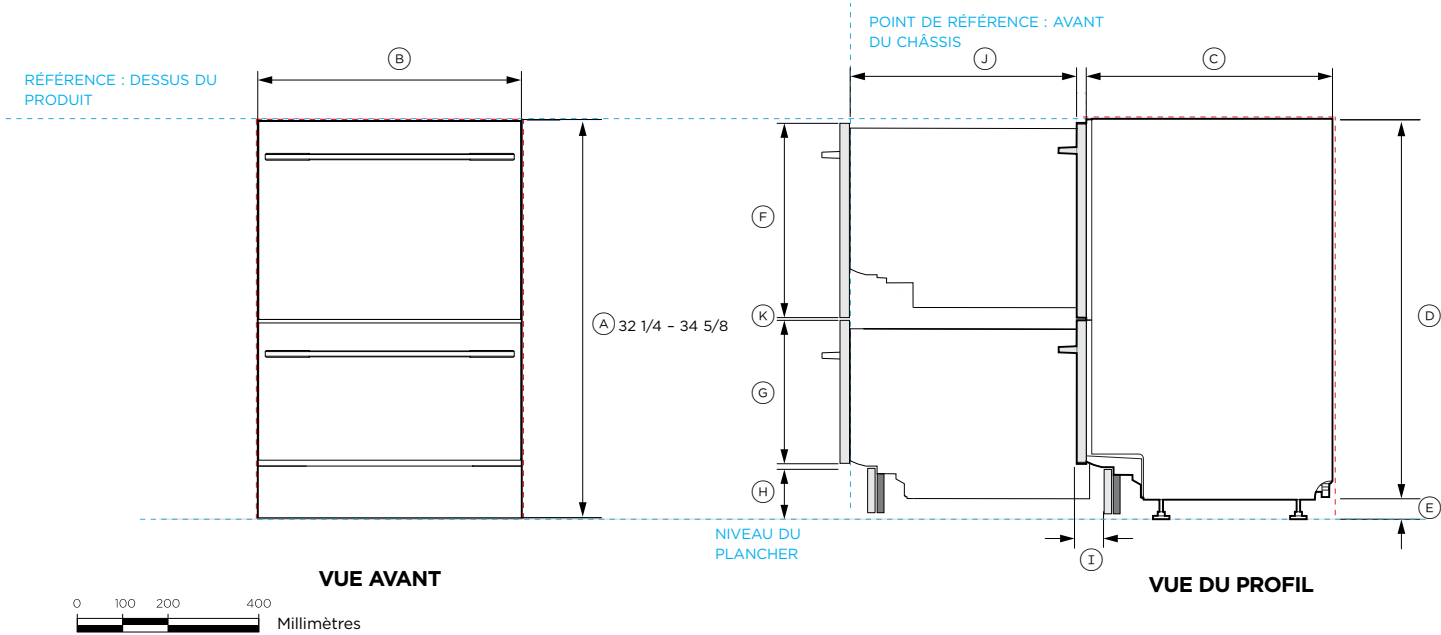 POINT DE RÉFÉRENCE : AVANT
DU CHÂSSIS
RÉFÉRENCE : DESSUS DU
PRODUIT
B
J
C
F
K
A 32 1/4 – 34 5/8
D
G
H
E
I
NIVEAU DU
PLANCHER
VUE AVANT
VUE DU PROFIL
0 100 200 400
Millimètres